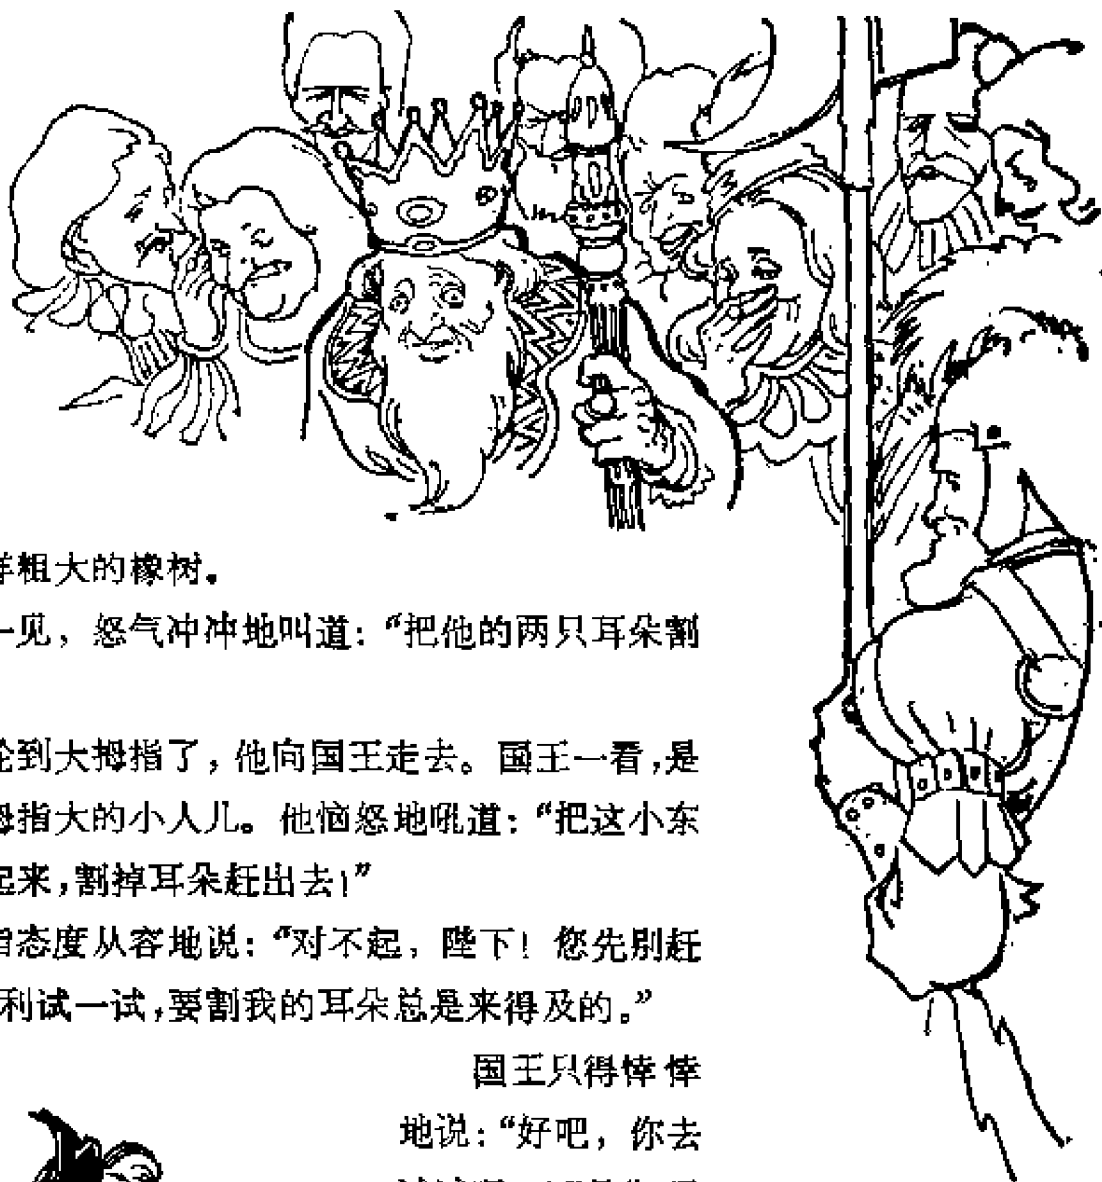 样粗大的橡树。
一见，怒气冲冲地叫道：“把他的两只耳朵割
轮到大拇指了，他向国王走去。国王一看，是
拇指大的小人儿。他恼怒地吼道：“把这小东
起来，割掉耳朵赶出去！”
指态度从容地说：“对不起，陛下！您先别赶
利试一试，要割我的耳朵总是来得及的。”
国王只得悻悻
地说：“好吧，你去